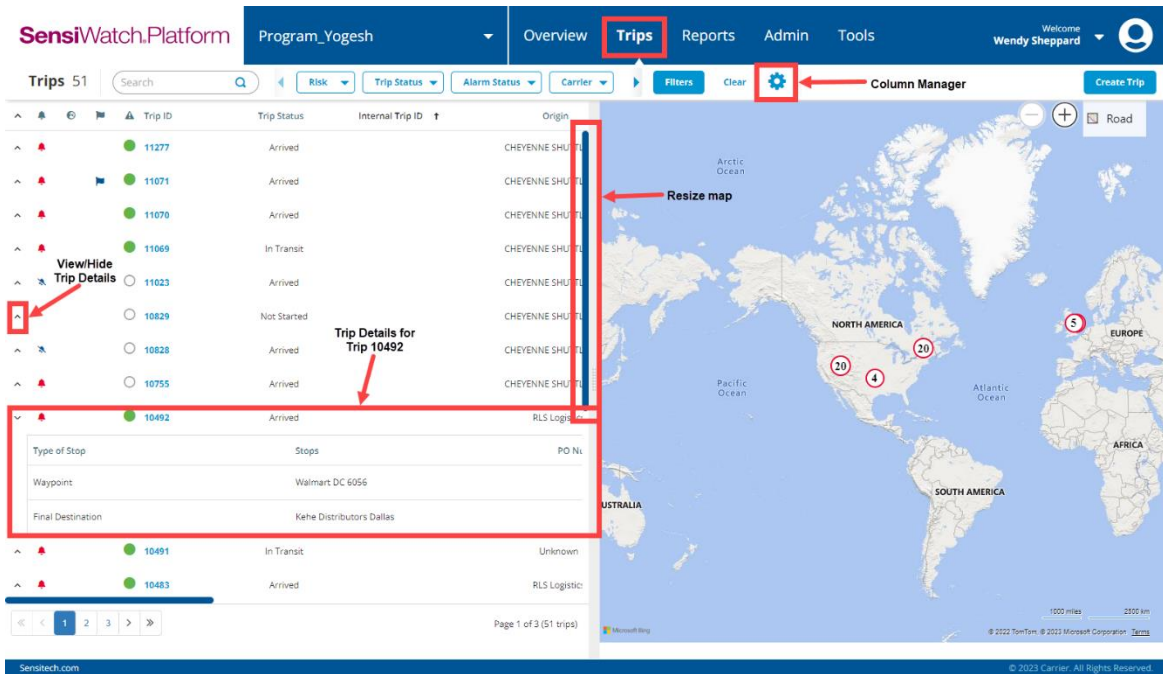 SensiWatch Platform
Program_Yogesh
Overview
Trips
Reports
Admin
Tools
Welcome
Wendy Sheppard
Trips 51
Search
Risk
Trip Status
Alarm Status
Carrier
Filters
Clear
Column Manager
Create Trip
Trip ID Trip Status Internal Trip ID ↑ Origin
11277 Arrived CHEYENNE SHUTTL
11071 Arrived CHEYENNE SHUTTL
11070 Arrived CHEYENNE SHUTTL
11069 In Transit CHEYENNE SHUTTL
View/Hide
Trip Details
11023 Arrived CHEYENNE SHUTTL
10829 Not Started CHEYENNE SHUTTL
Trip Details for
Trip 10492
10828 Arrived CHEYENNE SHUTTL
10755 Arrived CHEYENNE SHUTTL
10492 Arrived RLS Logistics
Type of Stop Stops PO Nu
Waypoint Walmart DC 6056
Final Destination Kehe Distributors Dallas
10491 In Transit Unknown
10483 Arrived RLS Logistics
« < 1 2 3 > »
Page 1 of 3 (51 trips)
Resize map
Road
Arctic
Ocean
NORTH AMERICA
20
20
4
5
EUROPE
Pacific
Ocean
Atlantic
Ocean
AFRICA
SOUTH AMERICA
USTRALIA
1000 miles 2500 km
Microsoft Bing
© 2022 TomTom, © 2023 Microsoft Corporation Terms
Sensitech.com
© 2023 Carrier. All Rights Reserved.